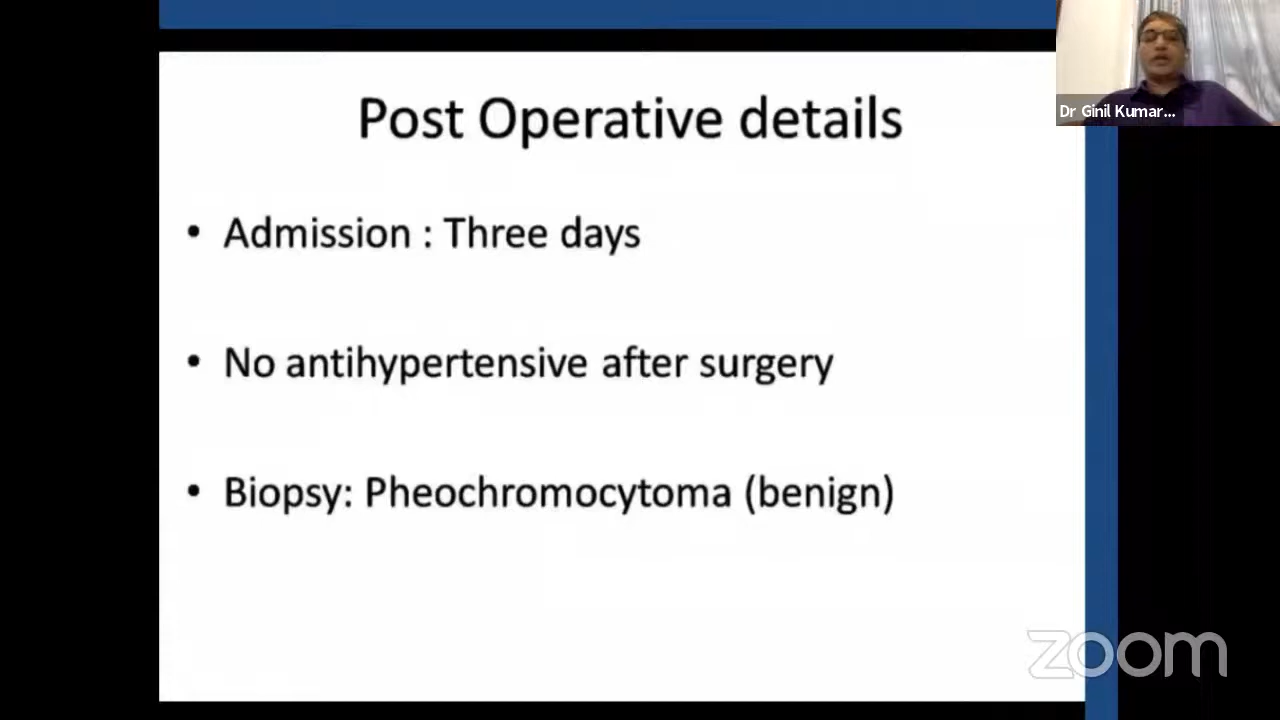 Post Operative details
Dr Ginil Kumar...
• Admission : Three days
• No antihypertensive after surgery
• Biopsy: Pheochromocytoma (benign)
zoom